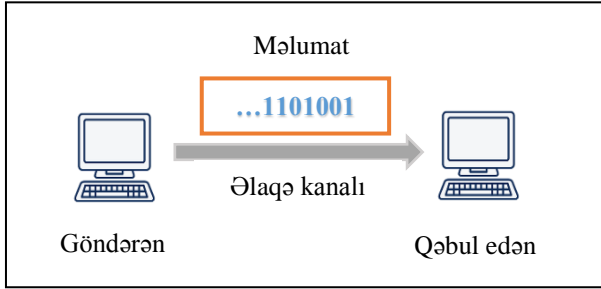 Məlumat
...1101001
Əlaqə kanalı
Göndərən
Qəbul edən